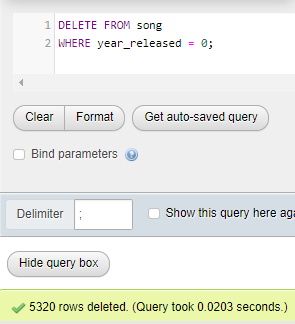 1 DELETE FROM song
2 WHERE year_released = 0;
Clear Format Get auto-saved query
Bind parameters
Delimiter ; Show this query here aga
Hide query box
5320 rows deleted. (Query took 0.0203 seconds.)